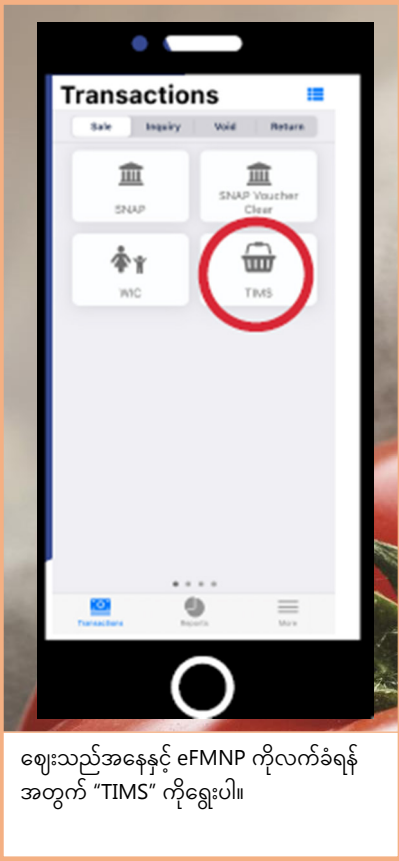 Transactions
Sale Inquiry Void Return
SNAP
SNAP Voucher
Clear
WIC
TIMS
Transactions Reports More
ဈေးသည်အနေနှင့် eFMNP ကိုလက်ခံရန်
အတွက် “TIMS” ကိုရွေးပါ။